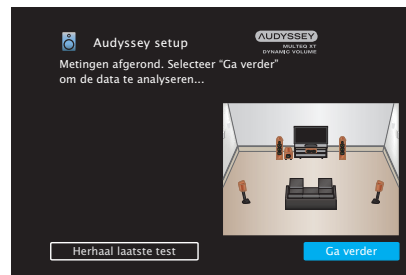 Audyssey setup
AUDYSSEY
MULTEQ XT
DYNAMIC VOLUME
Metingen afgerond. Selecteer “Ga verder”
om de data te analyseren...
Herhaal laatste test
Ga verder